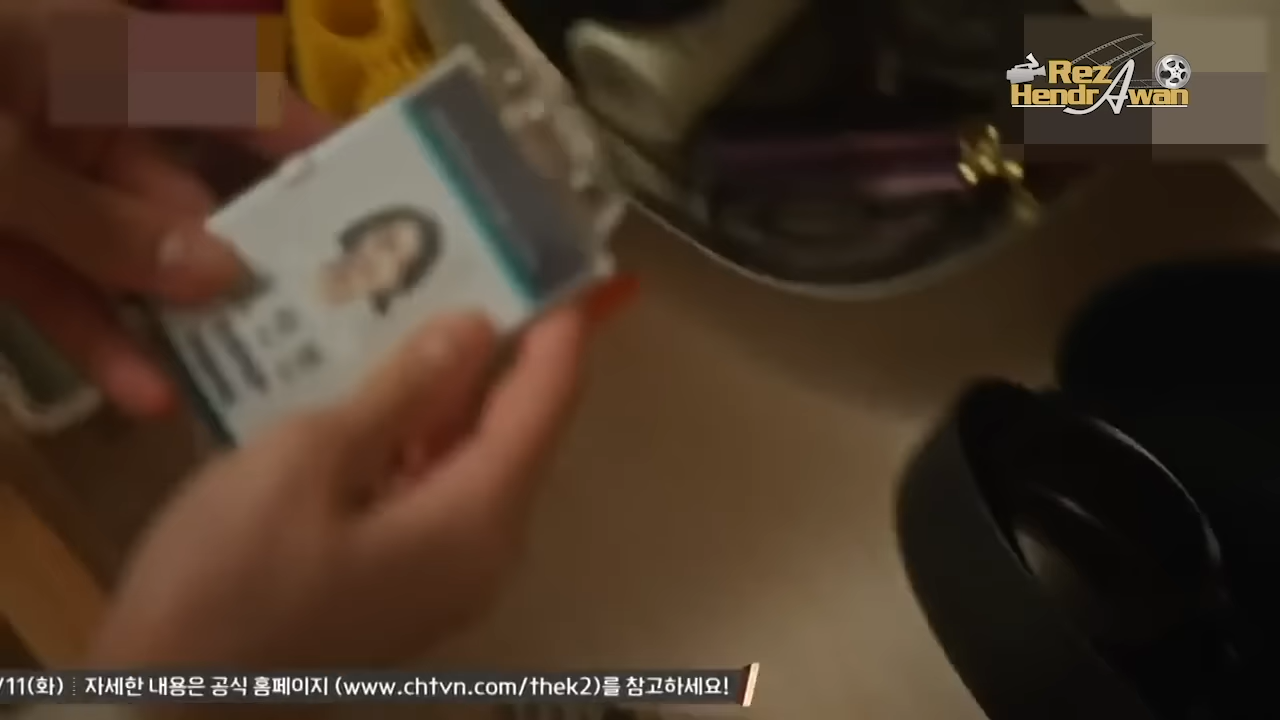 Rez
HendrAwan
/11(화) ⋮ 자세한 내용은 공식 홈페이지 (www.chtvn.com/thek2)를 참고하세요!